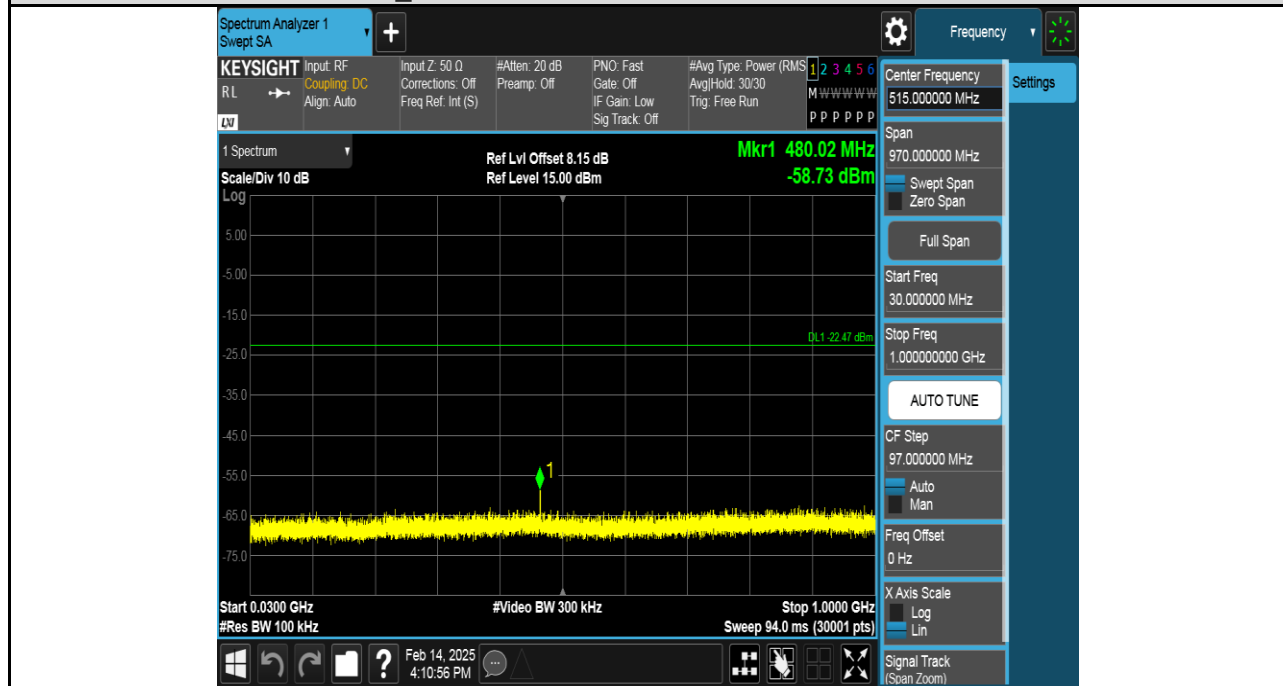 Spectrum Analyzer 1
Swept SA
+
Frequency
KEYSIGHT
RL
LXI
Input: RF
Coupling: DC
Align: Auto
Input Z: 50 Ω
Corrections: Off
Freq Ref: Int (S)
#Atten: 20 dB
Preamp: Off
PNO: Fast
Gate: Off
IF Gain: Low
Sig Track: Off
#Avg Type: Power (RMS
Avg|Hold: 30/30
Trig: Free Run
1 2 3 4 5 6
M W W W W W
P P P P P P
1 Spectrum
Scale/Div 10 dB
Ref Lvl Offset 8.15 dB
Ref Level 15.00 dBm
Mkr1 480.02 MHz
-58.73 dBm
Log
5.00
-5.00
-15.0
DL1 -22.47 dBm
-25.0
-35.0
-45.0
-55.0
1
-65.0
-75.0
Start 0.0300 GHz
#Res BW 100 kHz
#Video BW 300 kHz
Stop 1.0000 GHz
Sweep 94.0 ms (30001 pts)
?
Feb 14, 2025
4:10:56 PM
Center Frequency
515.000000 MHz
Settings
Span
970.000000 MHz
Swept Span
Zero Span
Full Span
Start Freq
30.000000 MHz
Stop Freq
1.000000000 GHz
AUTO TUNE
CF Step
97.000000 MHz
Auto
Man
Freq Offset
0 Hz
X Axis Scale
Log
Lin
Signal Track
(Span Zoom)